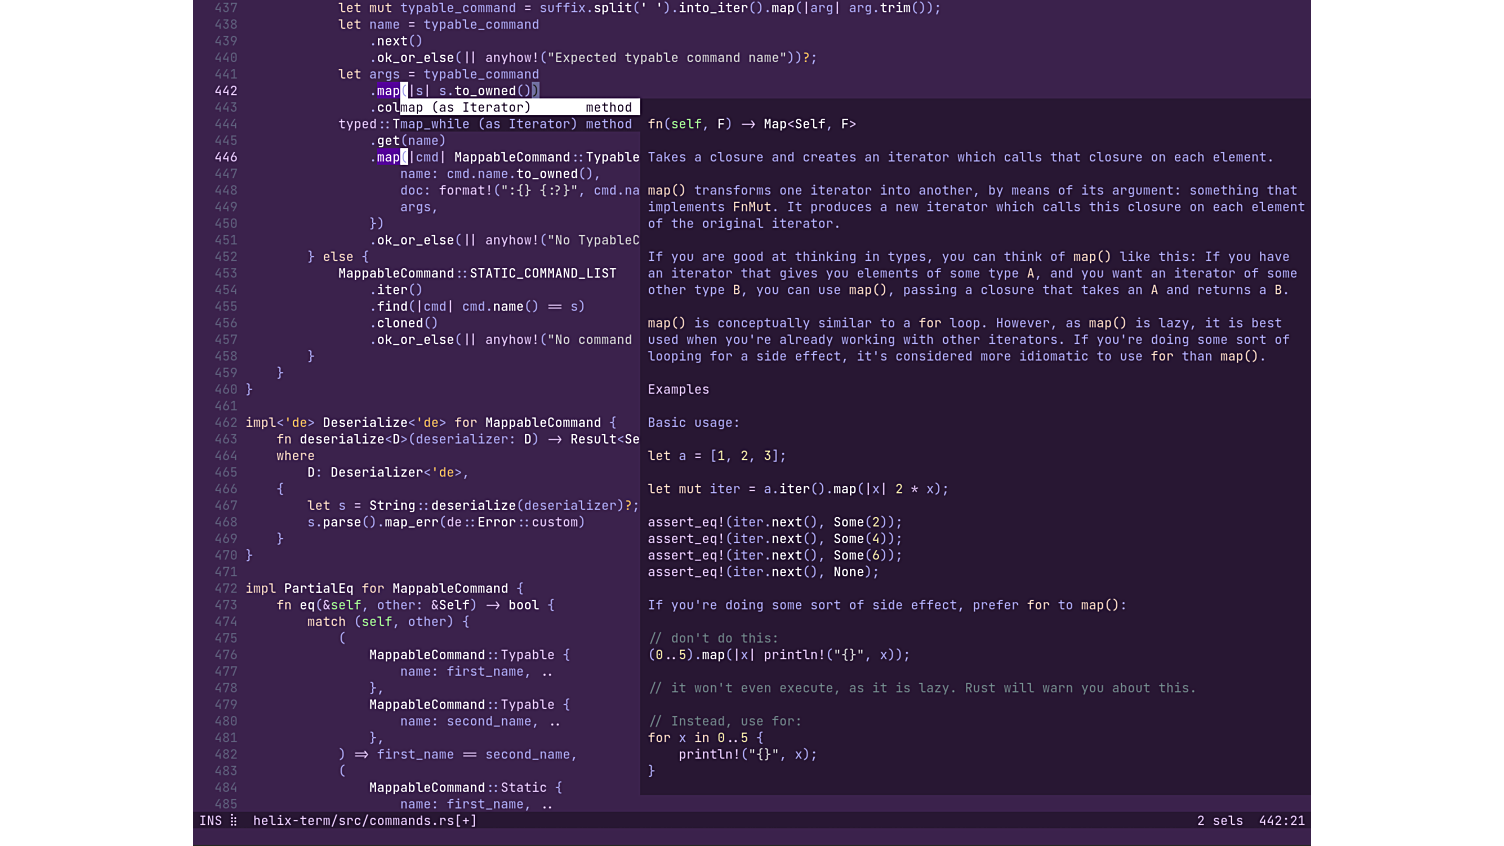 437 let mut typable_command = suffix.split(' ').into_iter().map(|arg| arg.trim());
438 let name = typable_command
439 .next()
440 .ok_or_else(|| anyhow!("Expected typable command name"))?;
441 let args = typable_command
442 .map(|s| s.to_owned())
443 .col
map (as Iterator) method
444 typed::T
map_while (as Iterator) method
445 .get(name)
446 .map(|cmd| MappableCommand::Typable
447 name: cmd.name.to_owned(),
448 doc: format!(":{} {:?}", cmd.na
449 args,
450 })
451 .ok_or_else(|| anyhow!("No TypableC
452 } else {
453 MappableCommand::STATIC_COMMAND_LIST
454 .iter()
455 .find(|cmd| cmd.name() == s)
456 .cloned()
457 .ok_or_else(|| anyhow!("No command
458 }
459 }
460 }
461
462 impl<'de> Deserialize<'de> for MappableCommand {
463 fn deserialize<D>(deserializer: D) -> Result<Se
464 where
465 D: Deserializer<'de>,
466 {
467 let s = String::deserialize(deserializer)?;
468 s.parse().map_err(de::Error::custom)
469 }
470 }
471
472 impl PartialEq for MappableCommand {
473 fn eq(&self, other: &Self) -> bool {
474 match (self, other) {
475 (
476 MappableCommand::Typable {
477 name: first_name, ..
478 },
479 MappableCommand::Typable {
480 name: second_name, ..
481 },
482 ) => first_name == second_name,
483 (
484 MappableCommand::Static {
485 name: first_name, ..
fn(self, F) -> Map<Self, F>
Takes a closure and creates an iterator which calls that closure on each element.
map() transforms one iterator into another, by means of its argument: something that
implements FnMut. It produces a new iterator which calls this closure on each element
of the original iterator.
If you are good at thinking in types, you can think of map() like this: If you have
an iterator that gives you elements of some type A, and you want an iterator of some
other type B, you can use map(), passing a closure that takes an A and returns a B.
map() is conceptually similar to a for loop. However, as map() is lazy, it is best
used when you're already working with other iterators. If you're doing some sort of
looping for a side effect, it's considered more idiomatic to use for than map().
Examples
Basic usage:
let a = [1, 2, 3];
let mut iter = a.iter().map(|x| 2 * x);
assert_eq!(iter.next(), Some(2));
assert_eq!(iter.next(), Some(4));
assert_eq!(iter.next(), Some(6));
assert_eq!(iter.next(), None);
If you're doing some sort of side effect, prefer for to map():
// don't do this:
(0..5).map(|x| println!("{}", x));
// it won't even execute, as it is lazy. Rust will warn you about this.
// Instead, use for:
for x in 0..5 {
println!("{}", x);
}
INS ⣾ helix-term/src/commands.rs[+] 2 sels 442:21